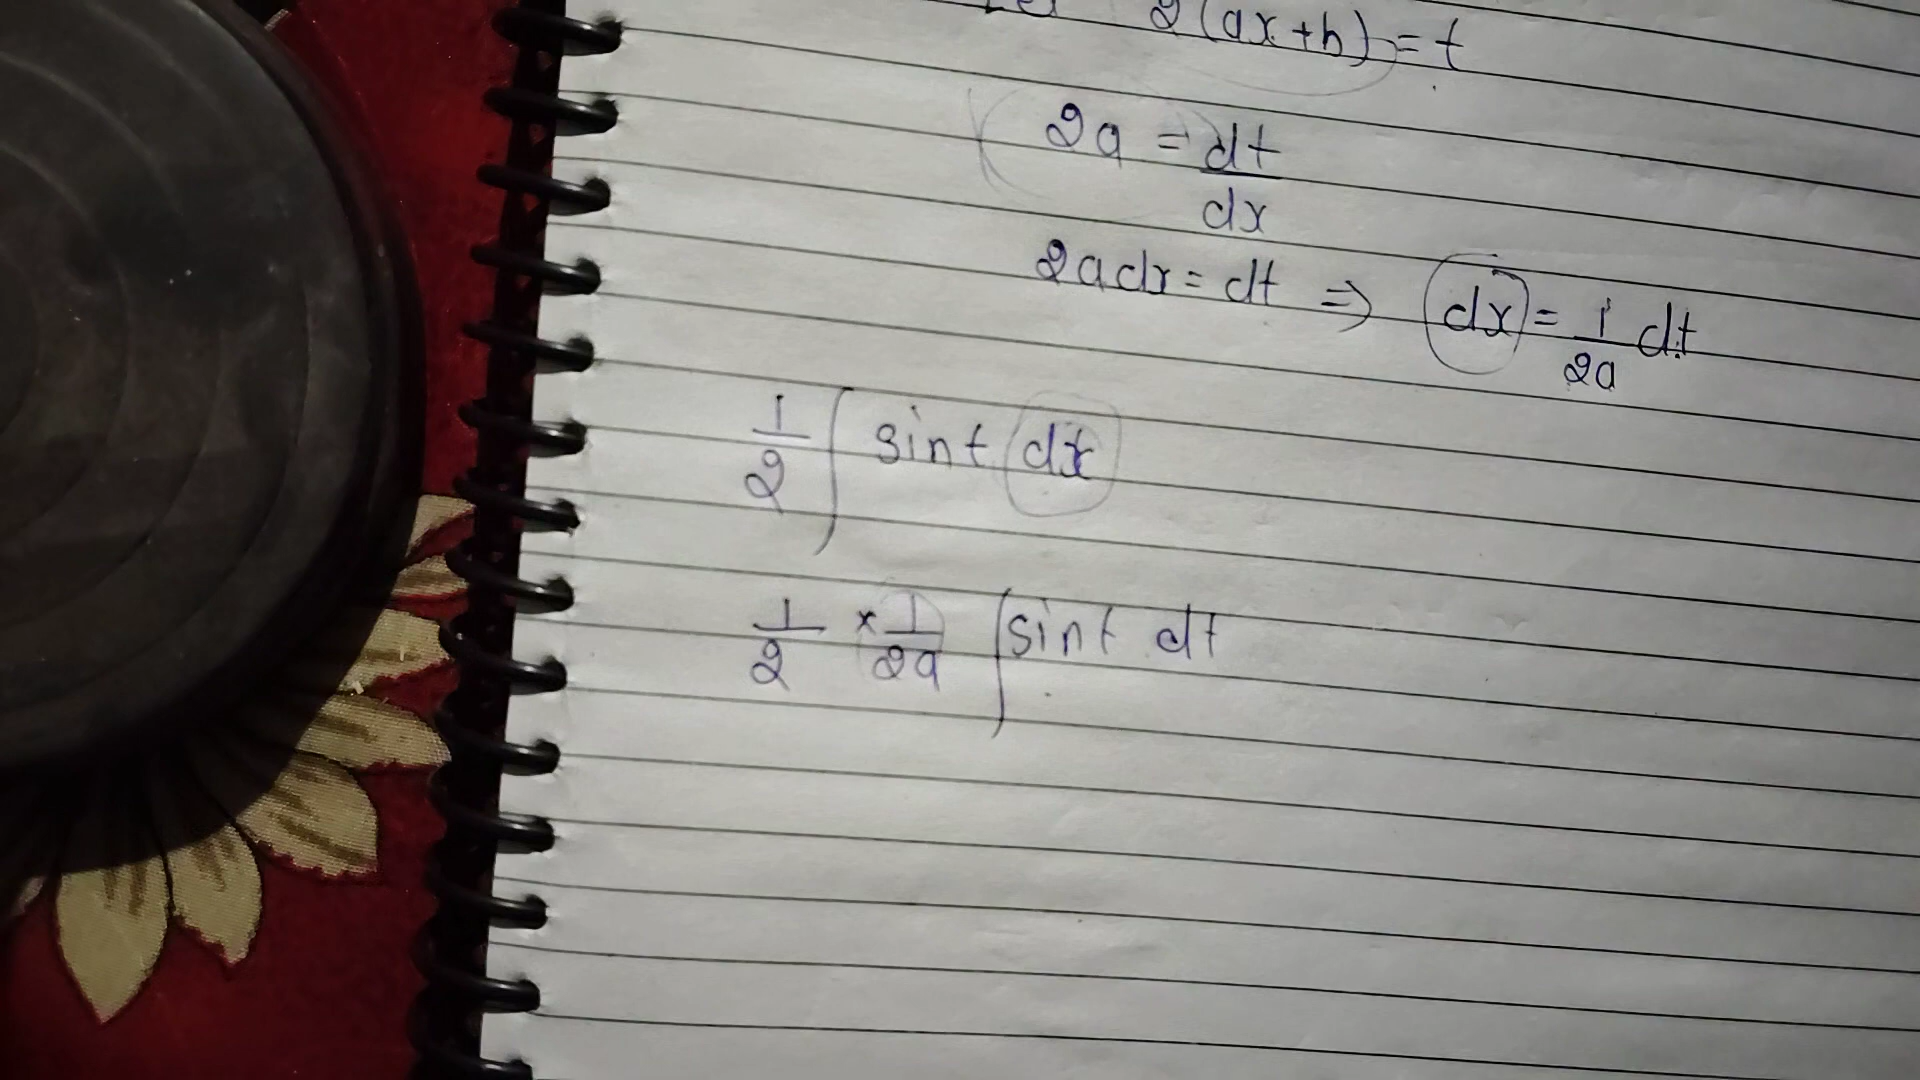 Let 2(ax+b) = t
2a = dt/dx
2adx = dt ⇒ dx = 1/2a dt
1/2 ∫ sint dx
1/2 × 1/2a ∫ sint dt